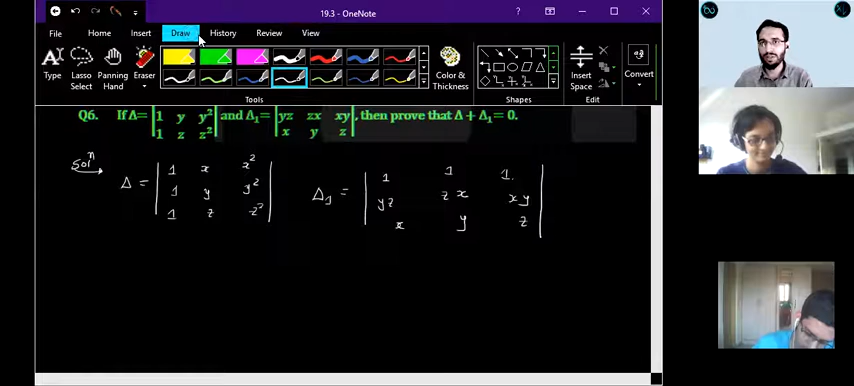 19.3 - OneNote
File Home Insert Draw History Review View
Type Lasso Select Panning Hand Eraser Color & Thickness Insert Space Convert
Tools Shapes Edit
Q6. If Δ= |1 y y²| and Δ₁= |yz zx xy|, then prove that Δ + Δ₁= 0.
1 z z² x y z
Solⁿ
Δ = | 1 x x² | Δ₁ = | 1 1 1. |
1 y y² yz zx xy
1 z z² x y z